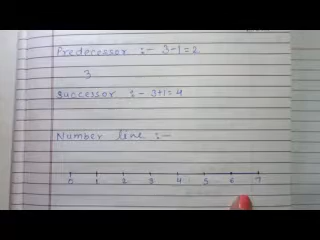 Predecessor :- 3-1=2
3
Successor :- 3+1=4
Number line :-
0 1 2 3 4 5 6 7